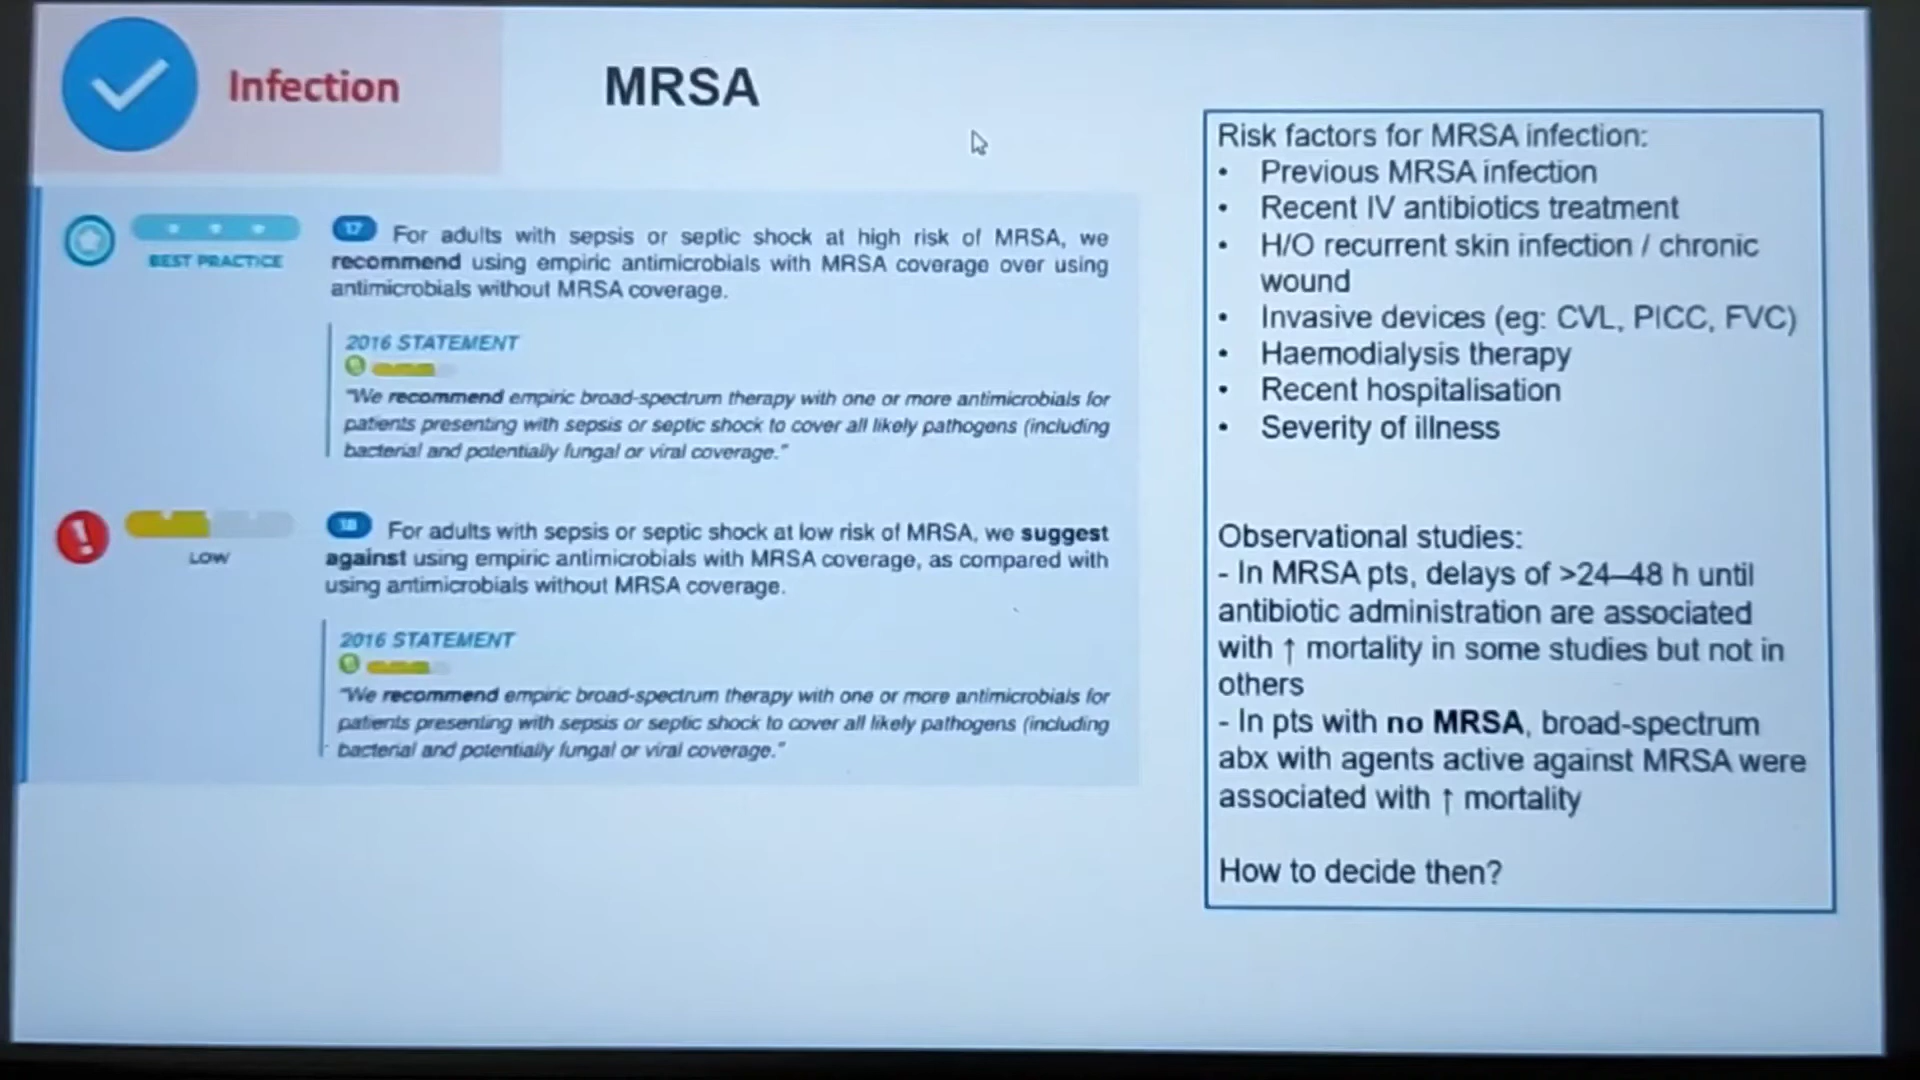 Infection
MRSA
BEST PRACTICE
17 For adults with sepsis or septic shock at high risk of MRSA, we
recommend using empiric antimicrobials with MRSA coverage over using
antimicrobials without MRSA coverage.
2016 STATEMENT
"We recommend empiric broad-spectrum therapy with one or more antimicrobials for
patients presenting with sepsis or septic shock to cover all likely pathogens (including
bacterial and potentially fungal or viral coverage."
LOW
18 For adults with sepsis or septic shock at low risk of MRSA, we suggest
against using empiric antimicrobials with MRSA coverage, as compared with
using antimicrobials without MRSA coverage.
2016 STATEMENT
"We recommend empiric broad-spectrum therapy with one or more antimicrobials for
patients presenting with sepsis or septic shock to cover all likely pathogens (including
bacterial and potentially fungal or viral coverage."
Risk factors for MRSA infection:
• Previous MRSA infection
• Recent IV antibiotics treatment
• H/O recurrent skin infection / chronic
wound
• Invasive devices (eg: CVL, PICC, FVC)
• Haemodialysis therapy
• Recent hospitalisation
• Severity of illness
Observational studies:
- In MRSA pts, delays of >24–48 h until
antibiotic administration are associated
with ↑ mortality in some studies but not in
others
- In pts with no MRSA, broad-spectrum
abx with agents active against MRSA were
associated with ↑ mortality
How to decide then?